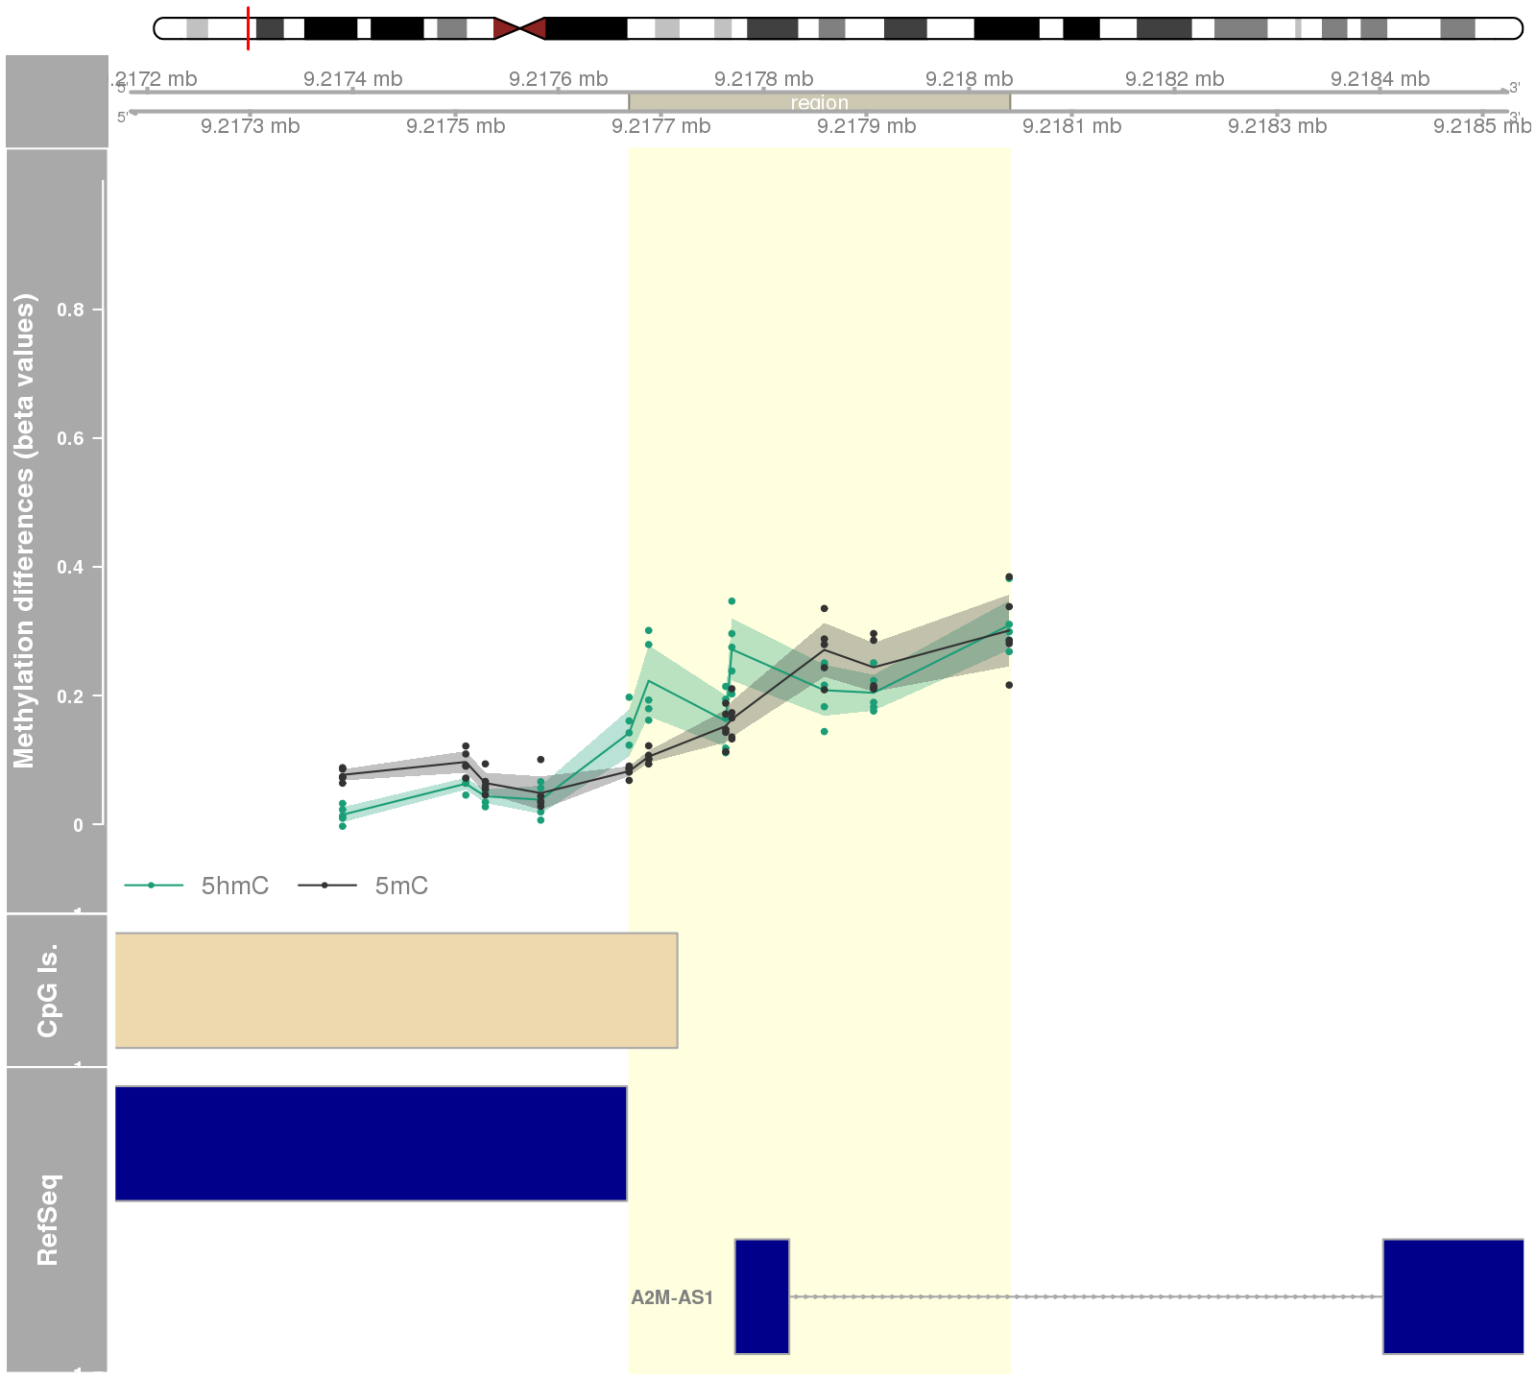 .2172 mb 9.2174 mb 9.2176 mb 9.2178 mb 9.218 mb 9.2182 mb 9.2184 mb
5' 3'
region
5' 3'
9.2173 mb 9.2175 mb 9.2177 mb 9.2179 mb 9.2181 mb 9.2183 mb 9.2185 mb
Methylation differences (beta values)
0.8
0.6
0.4
0.2
0
5hmC 5mC
CpG Is.
RefSeq
A2M-AS1